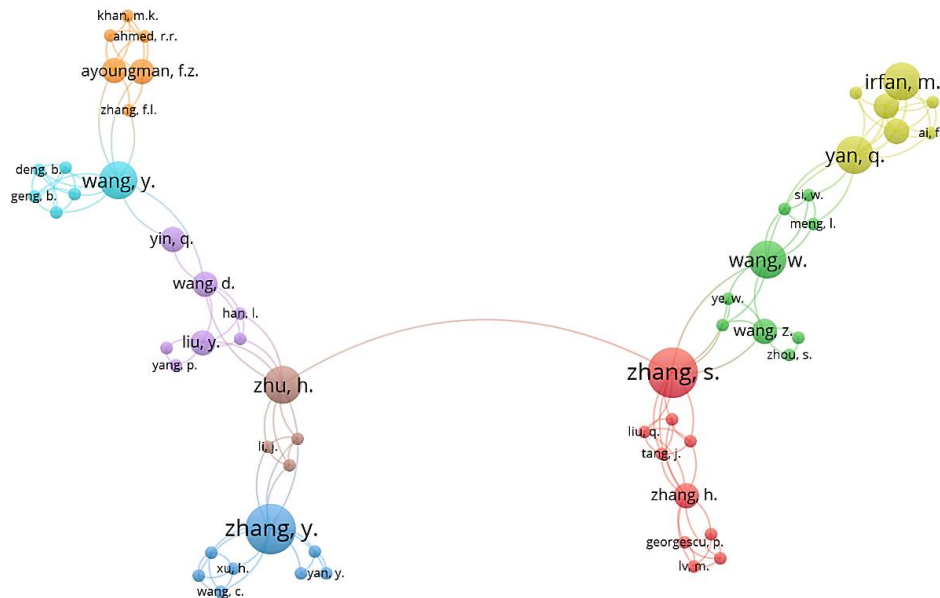 khan, m.k.
ahmed, r.r.
ayoungman, f.z.
zhang, f.l.
deng, b.
wang, y.
geng, b.
yin, q.
wang, d.
han, l.
liu, y.
yang, p.
zhu, h.
li, j.
zhang, y.
xu, h.
yan, y.
wang, c.
irfan, m.
ai, f
yan, q.
si, w.
meng, l.
wang, w.
ye, w.
wang, z.
zhou, s.
zhang, s.
liu, q.
tang, j.
zhang, h.
georgescu, p.
lv, m.